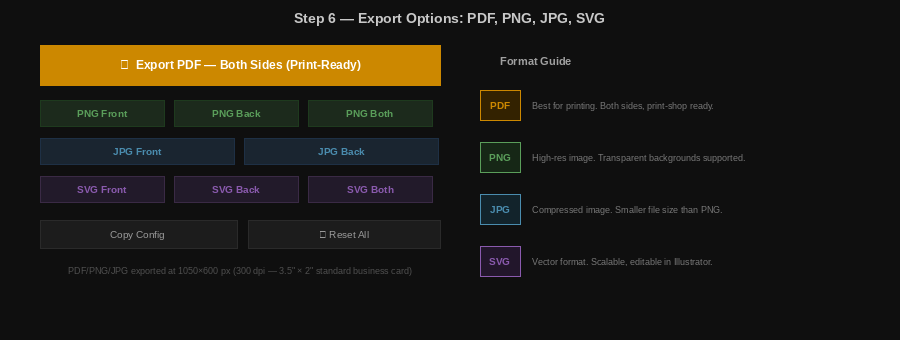 Step 6 — Export Options: PDF, PNG, JPG, SVG
Export PDF — Both Sides (Print-Ready)
PNG Front
PNG Back
PNG Both
JPG Front
JPG Back
SVG Front
SVG Back
SVG Both
Copy Config
Reset All
PDF/PNG/JPG exported at 1050×600 px (300 dpi — 3.5" × 2" standard business card)
Format Guide
PDF
Best for printing. Both sides, print-shop ready.
PNG
High-res image. Transparent backgrounds supported.
JPG
Compressed image. Smaller file size than PNG.
SVG
Vector format. Scalable, editable in Illustrator.